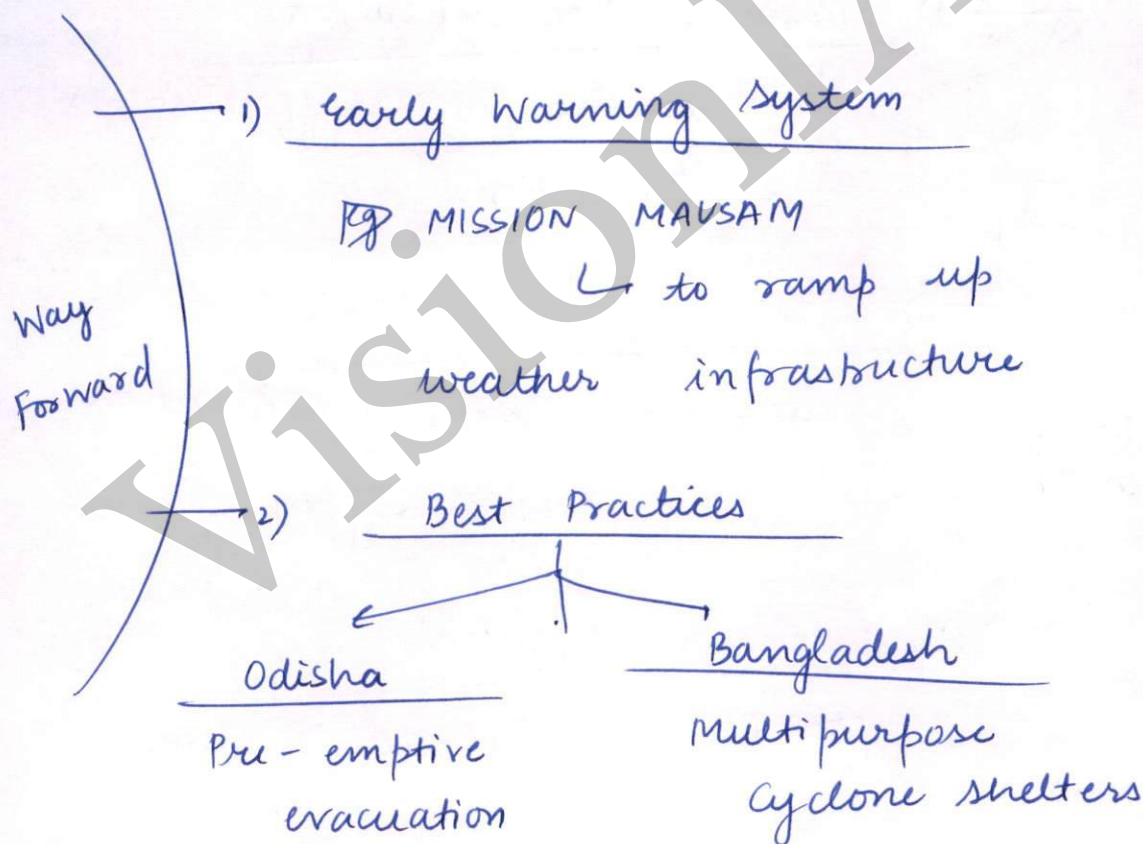 Way
Forward
1) Early Warning System
Eg MISSION MAUSAM
to ramp up
weather infrastructure
2) Best Practices
Odisha
Pre-emptive
evacuation
Bangladesh
Multipurpose
Cyclone shelters
VisionIA